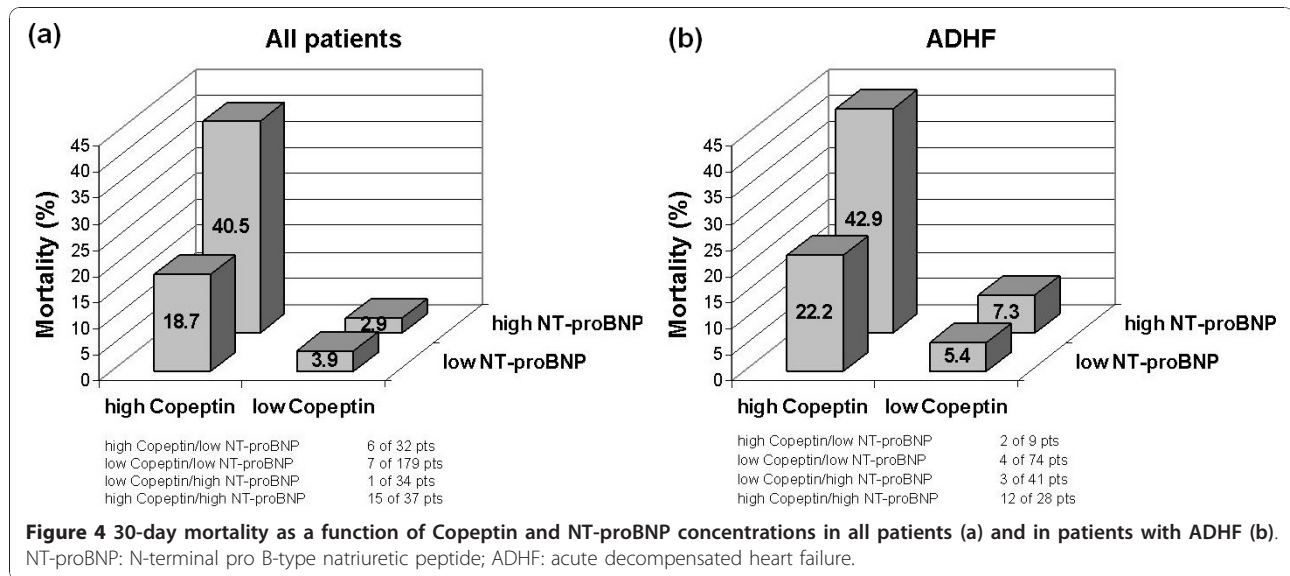 (a)
All patients
Mortality (%)
45
40
35
30
25
20
15
10
5
0
40.5
18.7
2.9
3.9
high NT-proBNP
low NT-proBNP
high Copeptin low Copeptin
high Copeptin/low NT-proBNP 6 of 32 pts
low Copeptin/low NT-proBNP 7 of 179 pts
low Copeptin/high NT-proBNP 1 of 34 pts
high Copeptin/high NT-proBNP 15 of 37 pts
(b)
ADHF
Mortality (%)
45
40
35
30
25
20
15
10
5
0
42.9
22.2
7.3
5.4
high NT-proBNP
low NT-proBNP
high Copeptin low Copeptin
high Copeptin/low NT-proBNP 2 of 9 pts
low Copeptin/low NT-proBNP 4 of 74 pts
low Copeptin/high NT-proBNP 3 of 41 pts
high Copeptin/high NT-proBNP 12 of 28 pts
Figure 4 30-day mortality as a function of Copeptin and NT-proBNP concentrations in all patients (a) and in patients with ADHF (b).
NT-proBNP: N-terminal pro B-type natriuretic peptide; ADHF: acute decompensated heart failure.